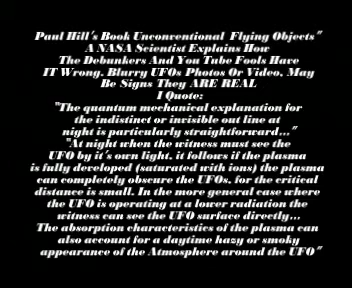 Paul Hill's Book Unconventional Flying Objects"
A NASA Scientist Explains How
The Debunkers And You Tube Fools Have
IT Wrong. Blurry UFOs Photos Or Video, May
Be Signs They ARE REAL
I Quote:
"The quantum mechanical explanation for
the indistinct or invisible out line at
night is particularly straightforward..."
"At night when the witness must see the
UFO by it's own light, it follows if the plasma
is fully developed (saturated with ions) the plasma
can completely obscure the UFOs, for the critical
distance is small. In the more general case where
the UFO is operating at a lower radiation the
witness can see the UFO surface directly...
The absorption characteristics of the plasma can
also account for a daytime hazy or smoky
appearance of the Atmosphere around the UFO"